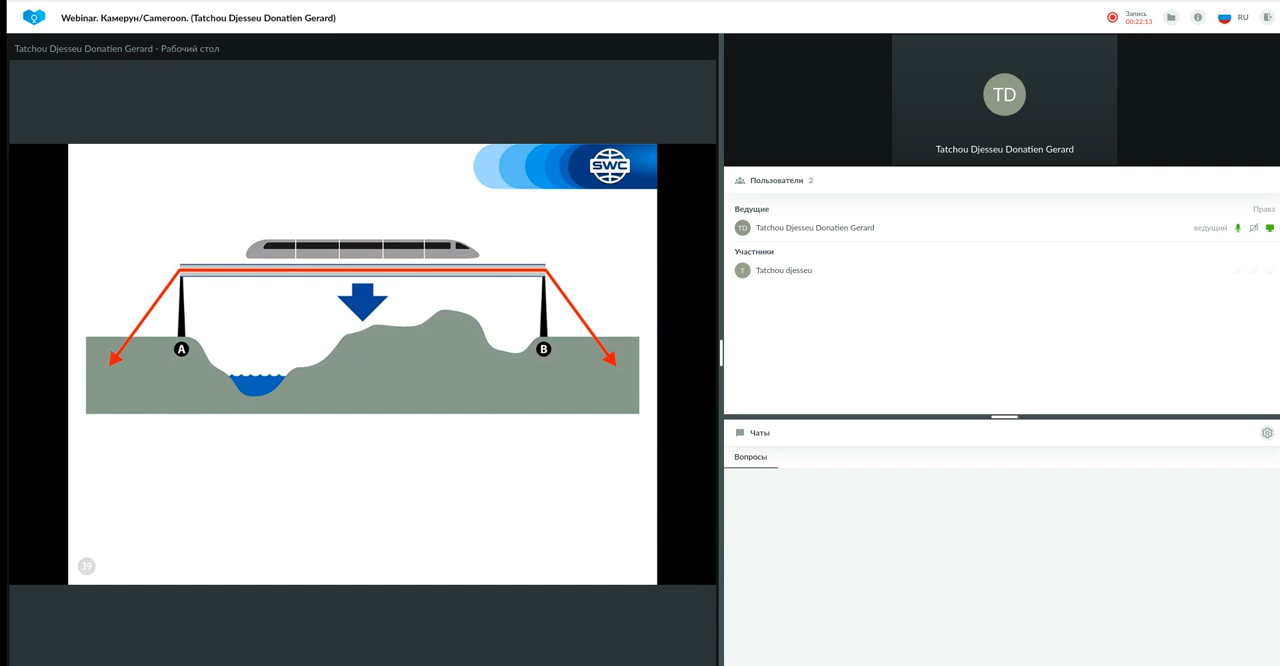 Webinar. Камерун/Cameroon. (Tatchou Djesseu Donatien Gerard)
Запись
00:22:13
RU
Tatchou Djesseu Donatien Gerard - Рабочий стол
TD
Tatchou Djesseu Donatien Gerard
SWC
A
B
39
Пользователи 2
Ведущие
Права
TD Tatchou Djesseu Donatien Gerard ведущий
Участники
T Tatchou djesseu
Чаты
Вопросы